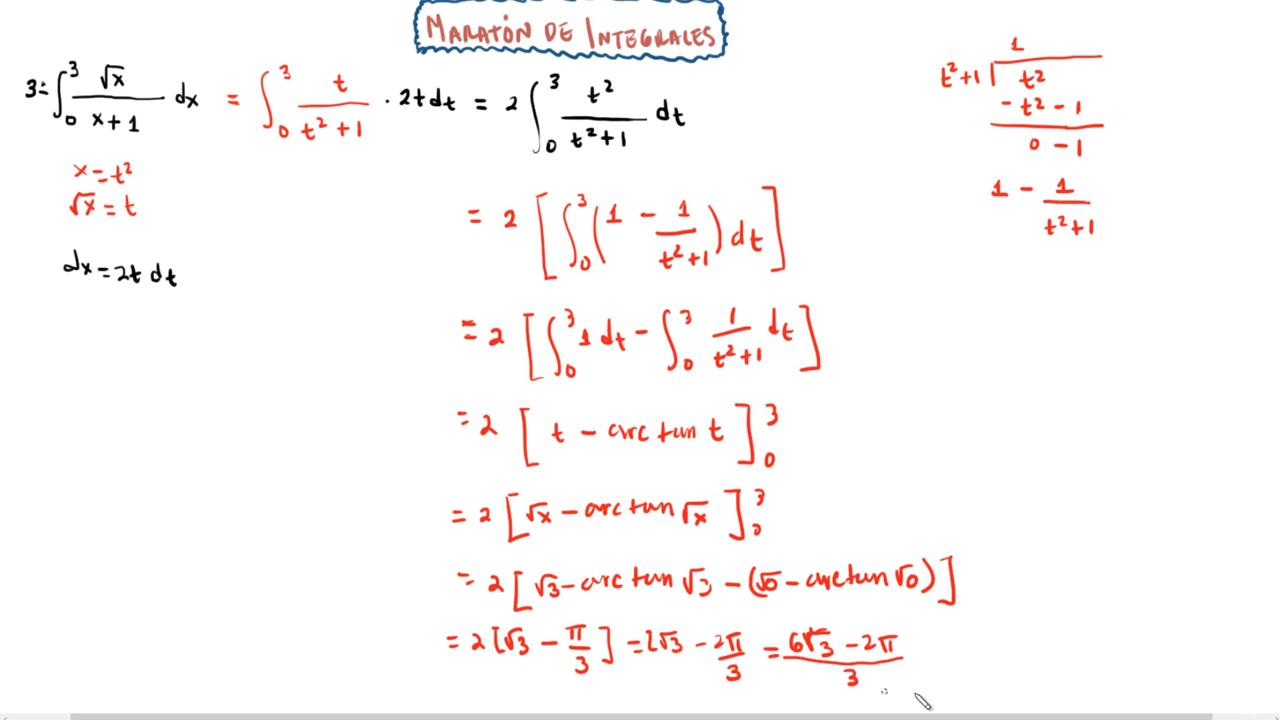 MARATÓN DE INTEGRALES
3.- ∫₀³ √x/(x+1) dx = ∫₀³ t/(t²+1) · 2t dt = 2 ∫₀³ t²/(t²+1) dt
x = t²
√x = t
dx = 2t dt
= 2 [∫₀³ (1 - 1/(t²+1)) dt]
= 2 [∫₀³ 1 dt - ∫₀³ 1/(t²+1) dt]
= 2 [t - arc tan t]₀³
= 2 [√x - arc tan √x]₀³
= 2 [√3 - arc tan √3 - (√0 - arc tan √0)]
= 2 [√3 - π/3] = 2√3 - 2π/3 = (6√3 - 2π)/3
1
t²+1 | t²
- t² - 1
0 - 1
1 - 1/(t²+1)